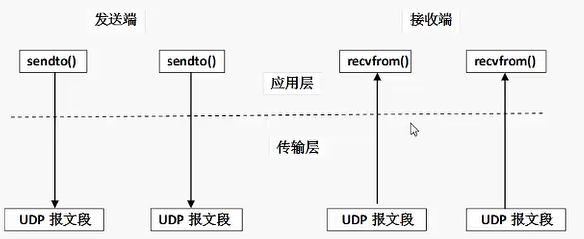 发送端
接收端
sendto()
sendto()
recvfrom()
recvfrom()
应用层
传输层
UDP 报文段
UDP 报文段
UDP 报文段
UDP 报文段